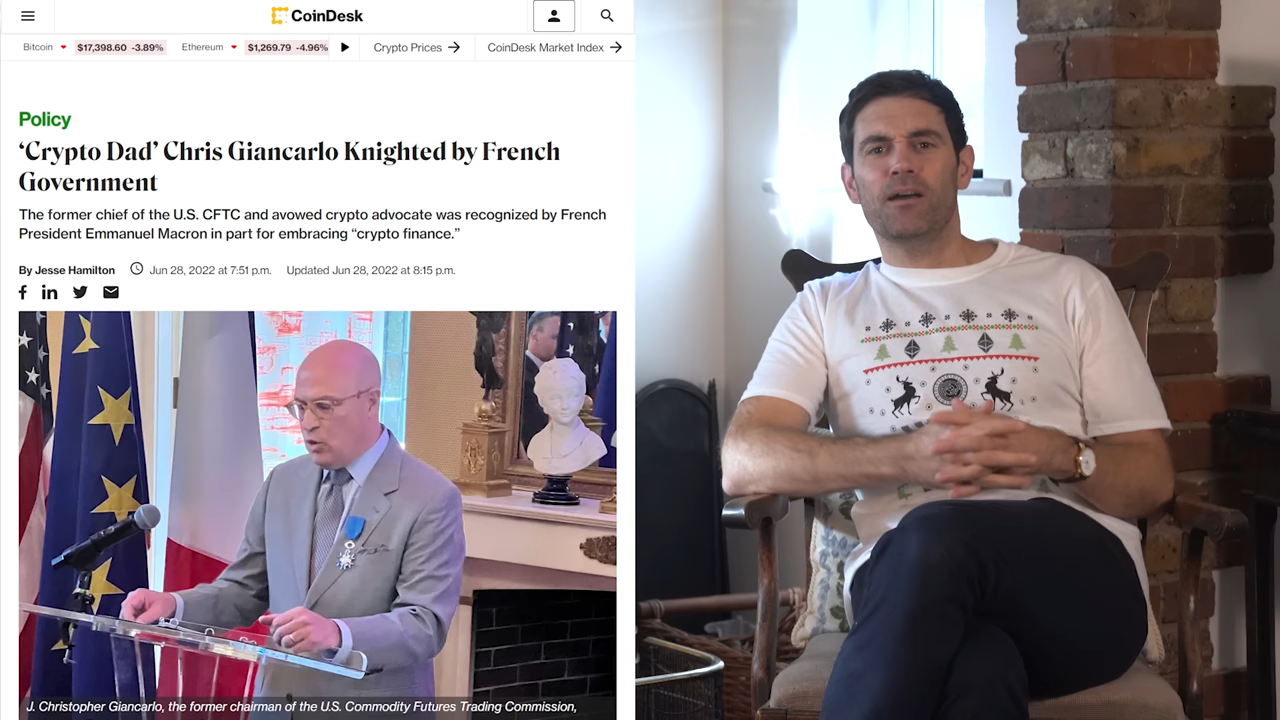 CoinDesk
Bitcoin $17,398.60 -3.89% Ethereum $1,269.79 -4.96% Crypto Prices → CoinDesk Market Index →
Policy
‘Crypto Dad’ Chris Giancarlo Knighted by French
Government
The former chief of the U.S. CFTC and avowed crypto advocate was recognized by French
President Emmanuel Macron in part for embracing “crypto finance.”
By Jesse Hamilton Jun 28, 2022 at 7:51 p.m. Updated Jun 28, 2022 at 8:15 p.m.
J. Christopher Giancarlo, the former chairman of the U.S. Commodity Futures Trading Commission,